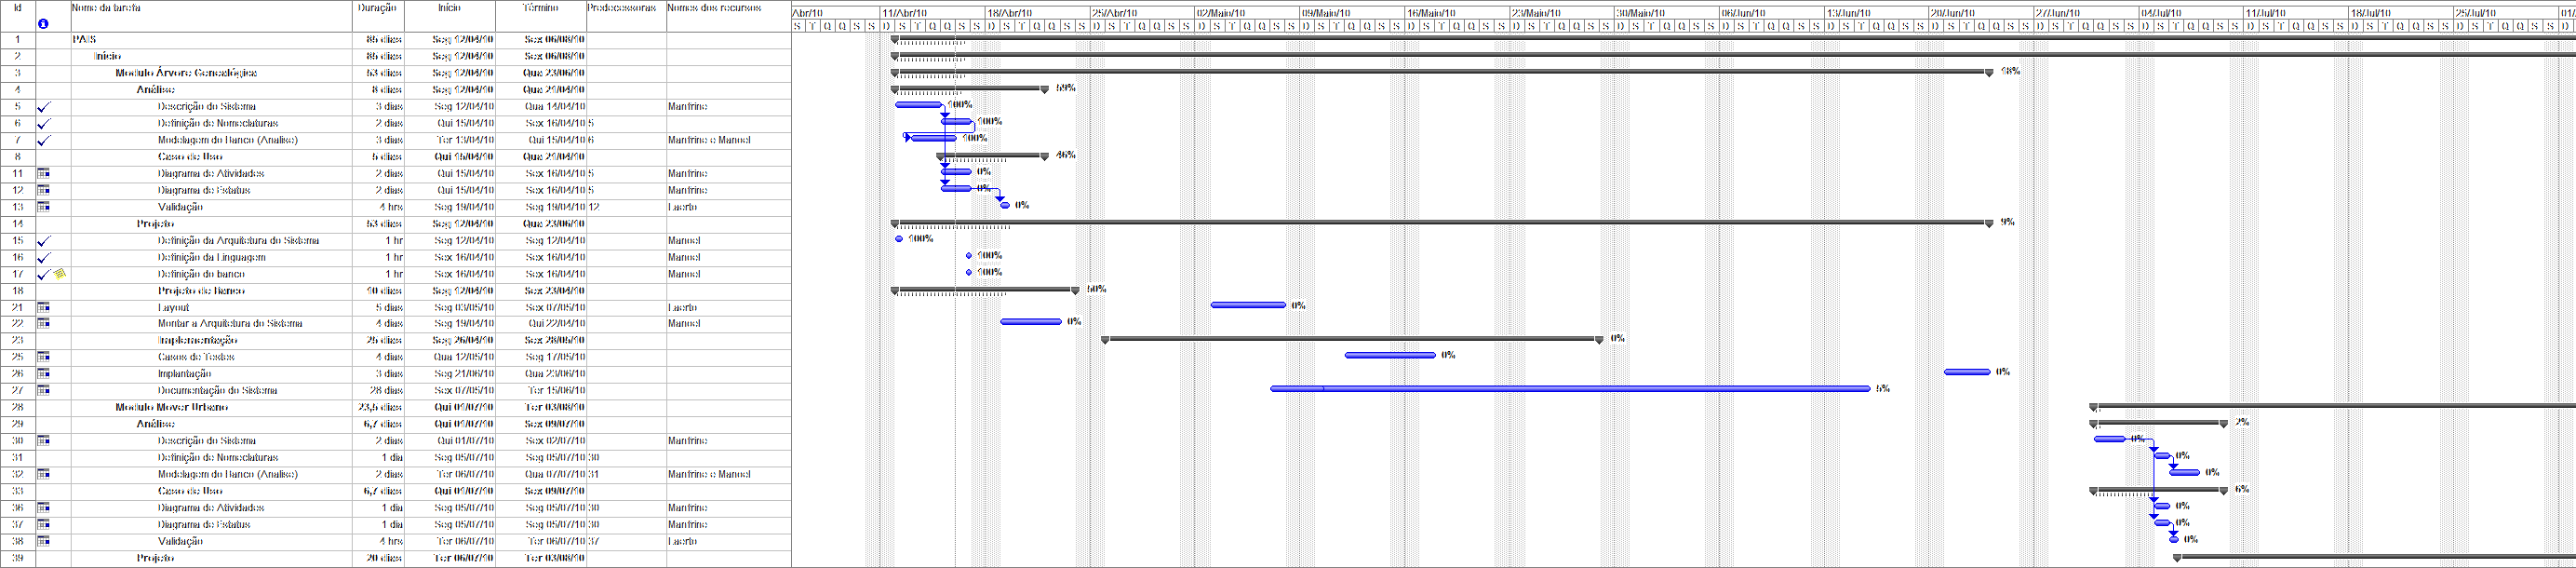 Id Nome da tarefa Duração Início Término Predecessoras Nomes dos recursos
Abr/10 11/Abr/10 18/Abr/10 25/Abr/10 02/Maio/10 09/Maio/10 16/Maio/10 23/Maio/10 30/Maio/10 06/Jun/10 13/Jun/10 20/Jun/10 27/Jun/10 04/Jul/10 11/Jul/10 18/Jul/10 25/Jul/10 01/
S T Q Q S S D S T Q Q S S D S T Q Q S S D S T Q Q S S D S T Q Q S S D S T Q Q S S D S T Q Q S S D S T Q Q S S D S T Q Q S S D S T Q Q S S D S T Q Q S S D S T Q Q S S D S T Q Q S S D S T Q Q S S D S T Q Q S S D S T Q Q S S D
1 PAIS 85 dias Seg 12/04/10 Sex 06/08/10
2 Início 85 dias Seg 12/04/10 Sex 06/08/10
3 Modulo Árvore Genealógica 53 dias Seg 12/04/10 Qua 23/06/10 18%
4 Análise 8 dias Seg 12/04/10 Qua 21/04/10 59%
5 Descrição do Sistema 3 dias Seg 12/04/10 Qua 14/04/10 Manfrine 100%
6 Definição de Nomeclaturas 2 dias Qui 15/04/10 Sex 16/04/10 5 100%
7 Modelagem do Banco (Analise) 3 dias Ter 13/04/10 Qui 15/04/10 6 Manfrine e Manoel 100%
8 Caso de Uso 5 dias Qui 15/04/10 Qua 21/04/10 46%
11 Diagrama de Atividades 2 dias Qui 15/04/10 Sex 16/04/10 5 Manfrine 0%
12 Diagrama de Estatus 2 dias Qui 15/04/10 Sex 16/04/10 5 Manfrine 0%
13 Validação 4 hrs Seg 19/04/10 Seg 19/04/10 12 Laerto 0%
14 Projeto 53 dias Seg 12/04/10 Qua 23/06/10 9%
15 Definição da Arquitetura do Sistema 1 hr Seg 12/04/10 Seg 12/04/10 Manoel 100%
16 Definição da Linguagem 1 hr Sex 16/04/10 Sex 16/04/10 Manoel 100%
17 Definição do banco 1 hr Sex 16/04/10 Sex 16/04/10 Manoel 100%
18 Projeto de Banco 10 dias Seg 12/04/10 Sex 23/04/10 50%
21 Layout 5 dias Seg 03/05/10 Sex 07/05/10 Laerto 0%
22 Montar a Arquitetura do Sistema 4 dias Seg 19/04/10 Qui 22/04/10 Manoel 0%
23 Implementação 25 dias Seg 26/04/10 Sex 28/05/10 0%
25 Casos de Testes 4 dias Qua 12/05/10 Seg 17/05/10 0%
26 Implantação 3 dias Seg 21/06/10 Qua 23/06/10 0%
27 Documentação do Sistema 28 dias Sex 07/05/10 Ter 15/06/10 5%
28 Modulo Mover Urbano 23,5 dias Qui 01/07/10 Ter 03/08/10
29 Análise 6,7 dias Qui 01/07/10 Sex 09/07/10 2%
30 Descrição do Sistema 2 dias Qui 01/07/10 Sex 02/07/10 Manfrine 0%
31 Definição de Nomeclaturas 1 dia Seg 05/07/10 Seg 05/07/10 30 0%
32 Modelagem do Banco (Analise) 2 dias Ter 06/07/10 Qua 07/07/10 31 Manfrine e Manoel 0%
33 Caso de Uso 6,7 dias Qui 01/07/10 Sex 09/07/10 6%
36 Diagrama de Atividades 1 dia Seg 05/07/10 Seg 05/07/10 30 Manfrine 0%
37 Diagrama de Estatus 1 dia Seg 05/07/10 Seg 05/07/10 30 Manfrine 0%
38 Validação 4 hrs Ter 06/07/10 Ter 06/07/10 37 Laerto 0%
39 Projeto 20 dias Ter 06/07/10 Ter 03/08/10